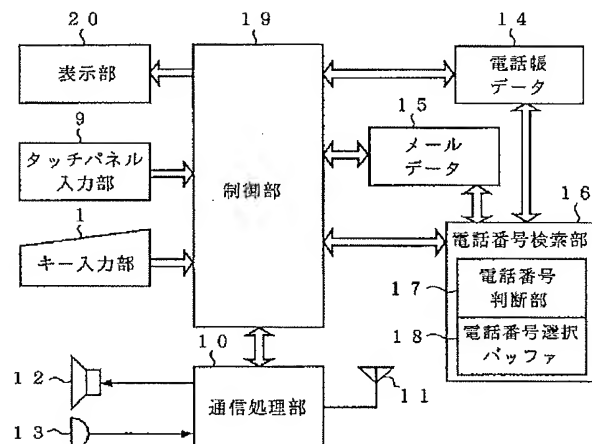 20
19
14
表示部
電話帳
データ
9
15
タッチパネル
入力部
メール
データ
制御部
1
16
キー入力部
電話番号検索部
17
電話番号
判断部
18
電話番号選択
バッファ
10
12
通信処理部
11
13